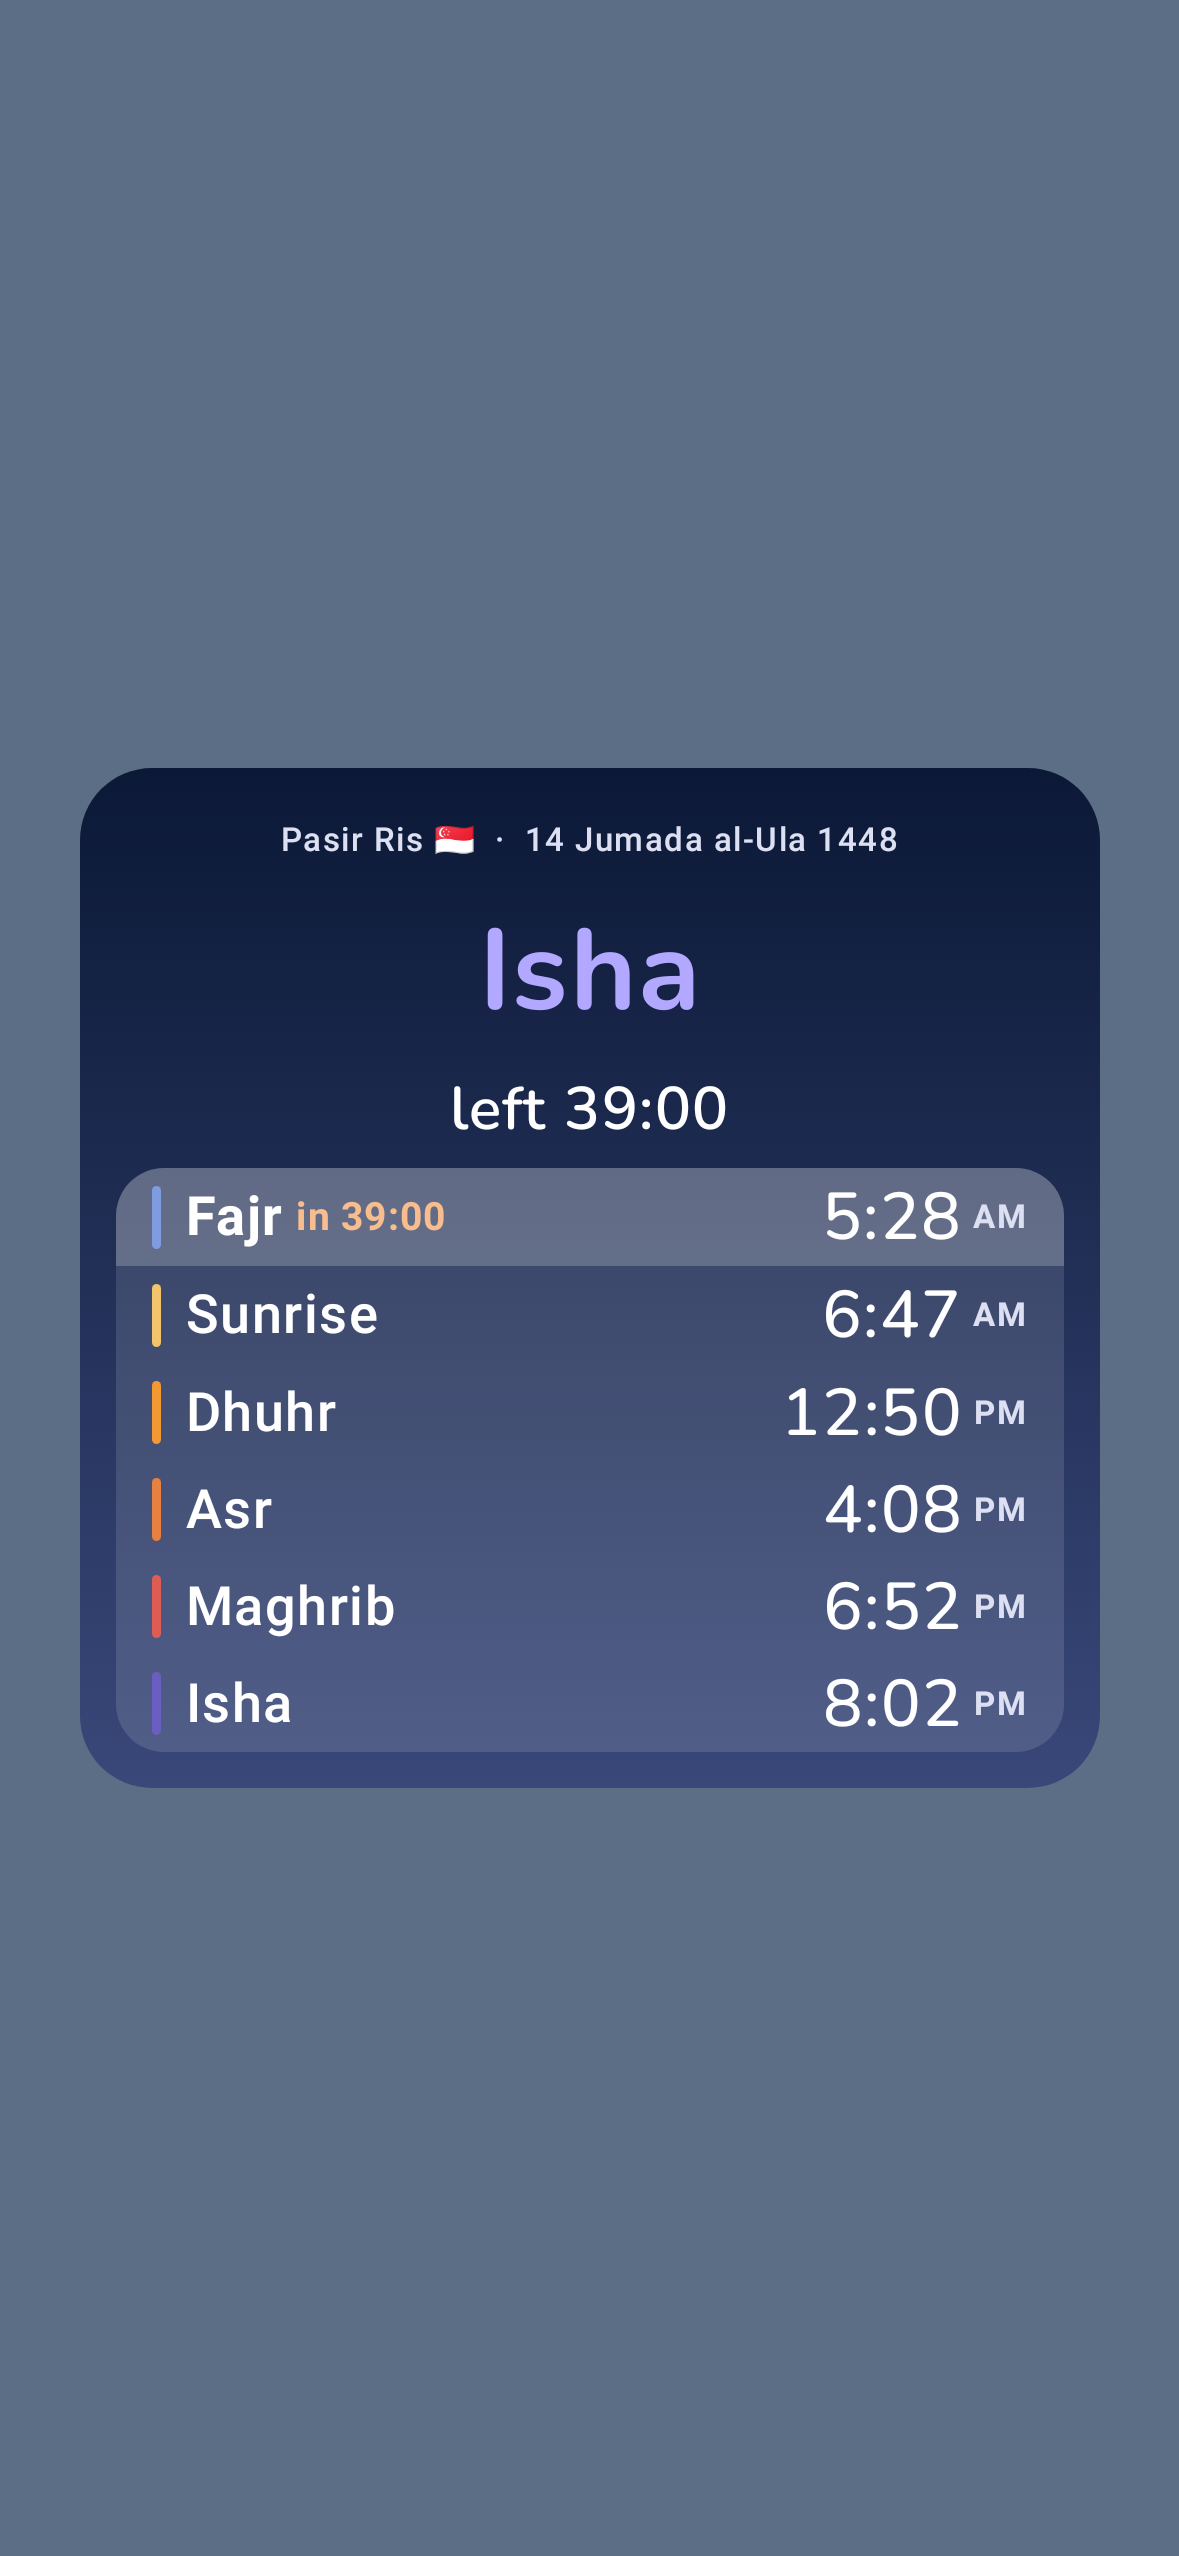 Pasir Ris 🇸🇬 · 14 Jumada al-Ula 1448
Isha
left 39:00
Fajr in 39:00 5:28 AM
Sunrise 6:47 AM
Dhuhr 12:50 PM
Asr 4:08 PM
Maghrib 6:52 PM
Isha 8:02 PM